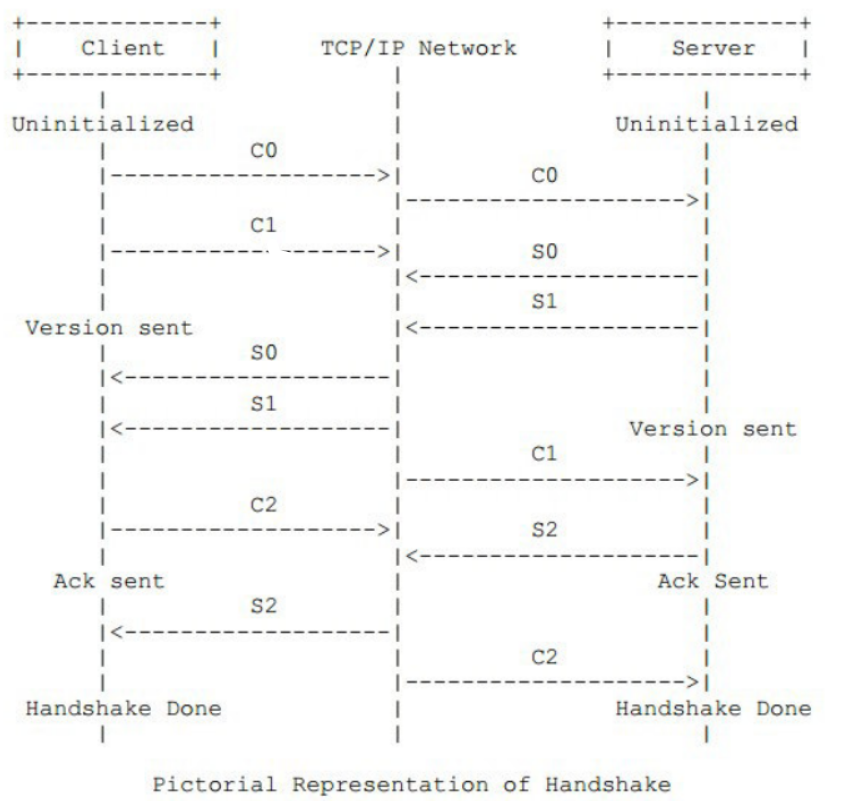 Client TCP/IP Network Server
Uninitialized Uninitialized
C0
C0
C1
S0
S1
Version sent
S0
S1
Version sent
C1
C2
S2
Ack sent Ack Sent
S2
C2
Handshake Done Handshake Done
Pictorial Representation of Handshake